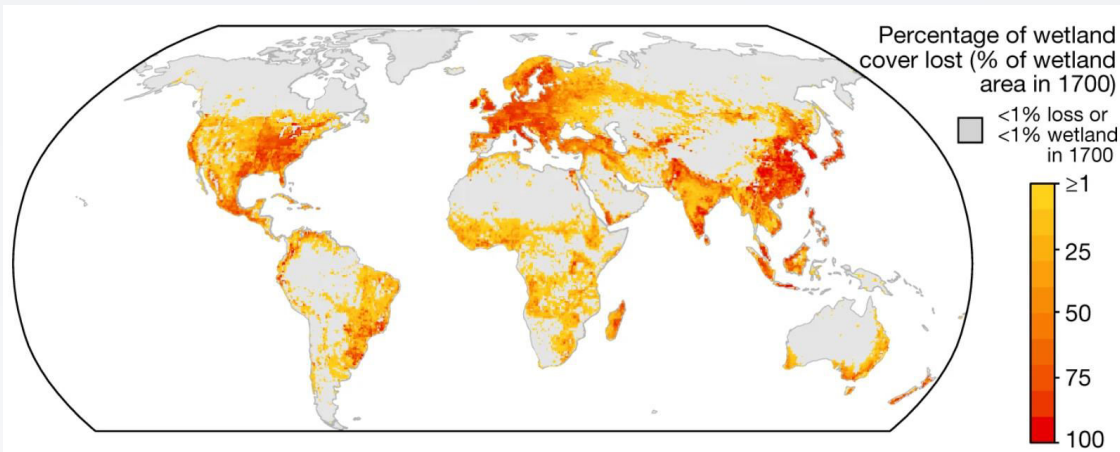 Percentage of wetland
cover lost (% of wetland
area in 1700)
<1% loss or
<1% wetland
in 1700
≥1
25
50
75
100